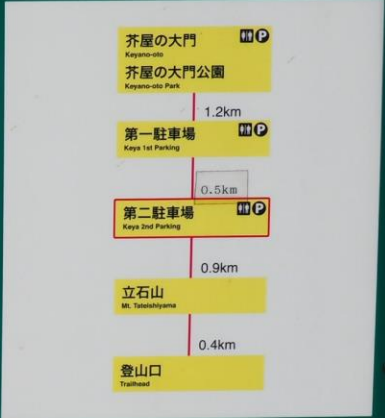 芥屋の大門
Keyano-oto
芥屋の大門公園
Keyano-oto Park
P
1.2km
第一駐車場
Keya 1st Parking
P
0.5km
第二駐車場
Keya 2nd Parking
P
0.9km
立石山
Mt. Tateishiyama
0.4km
登山口
Trailhead